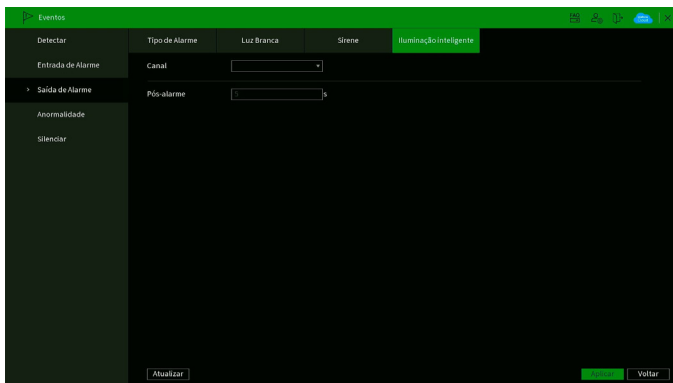 Eventos
FAQ
Detectar
Tipo de Alarme
Luz Branca
Sirene
Iluminação inteligente
Entrada de Alarme
Canal
> Saída de Alarme
Pós-alarme
5
s
Anormalidade
Silenciar
Atualizar
Aplicar
Voltar